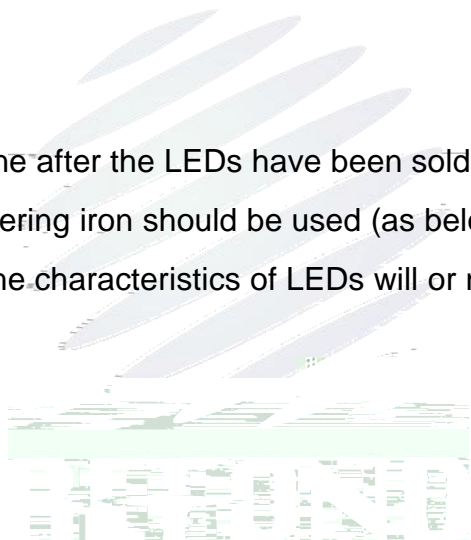 ne after the LEDs have been sold
ering iron should be used (as belo
ne characteristics of LEDs will or